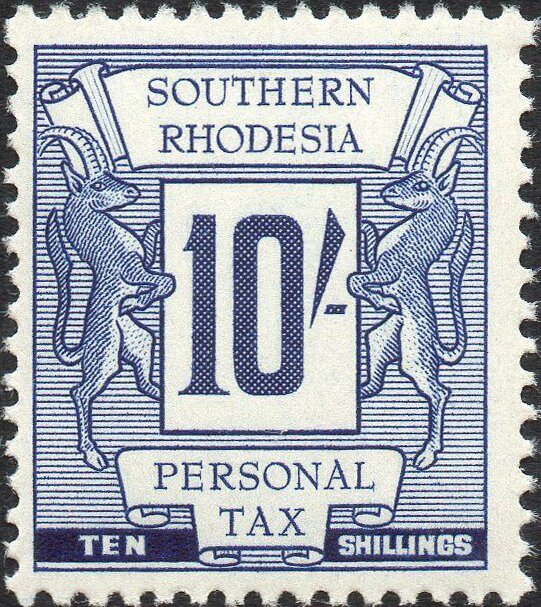 SOUTHERN
RHODESIA
10/-
PERSONAL
TAX
TEN SHILLINGS